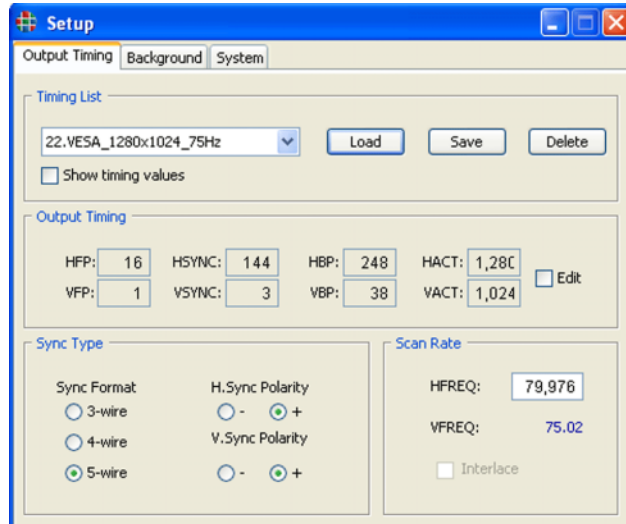 Setup
Output Timing Background System
Timing List
22.VESA_1280x1024_75Hz Load Save Delete
Show timing values
Output Timing
HFP: 16 HSYNC: 144 HBP: 248 HACT: 1,280
VFP: 1 VSYNC: 3 VBP: 38 VACT: 1,024
Edit
Sync Type
Sync Format H.Sync Polarity
3-wire - +
4-wire V.Sync Polarity
5-wire - +
Scan Rate
HFREQ: 79,976
VFREQ: 75.02
Interlace